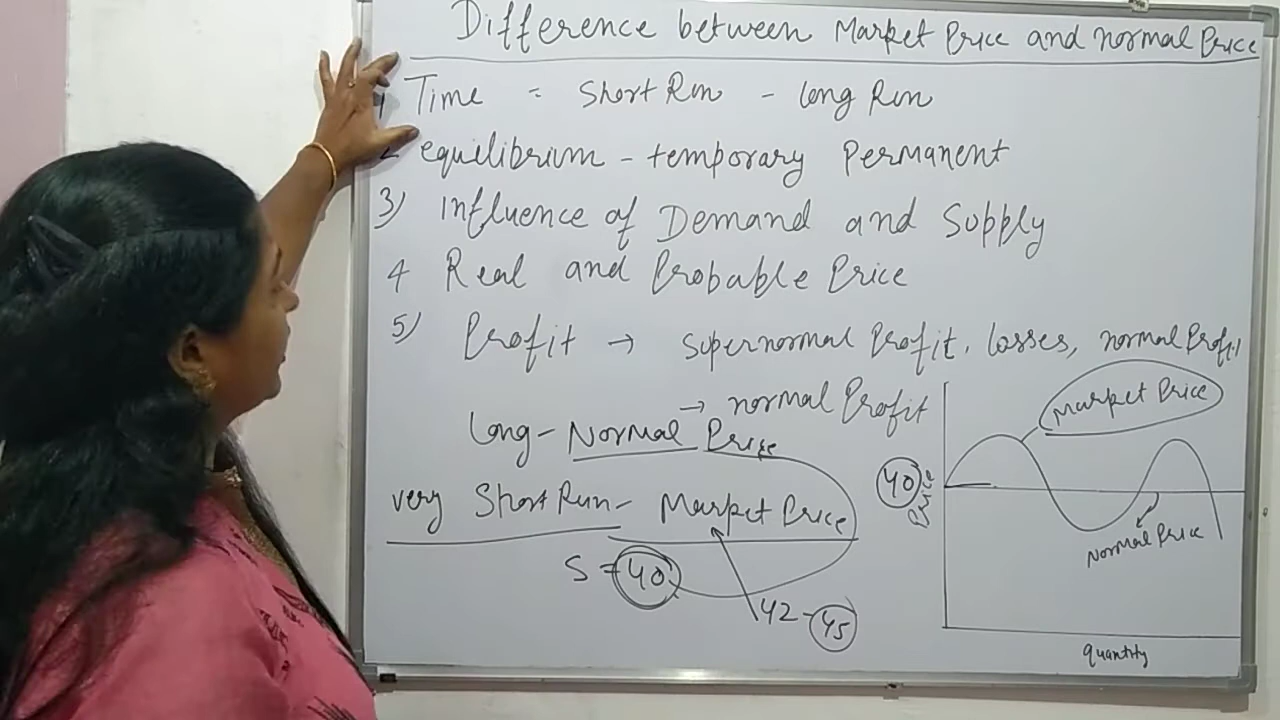 Difference between Market Price and normal Price
1 Time = Short Run - long Run
2 equilibrium - temporary Permanent
3) Influence of Demand and Supply
4 Real and Probable Price
5) Profit → supernormal Profit, losses, normal Profit
→ normal Profit
long - Normal Price
very Short Run - Market Price
S = 40
42 - 45
Market Price
40
Normal Price
quantity